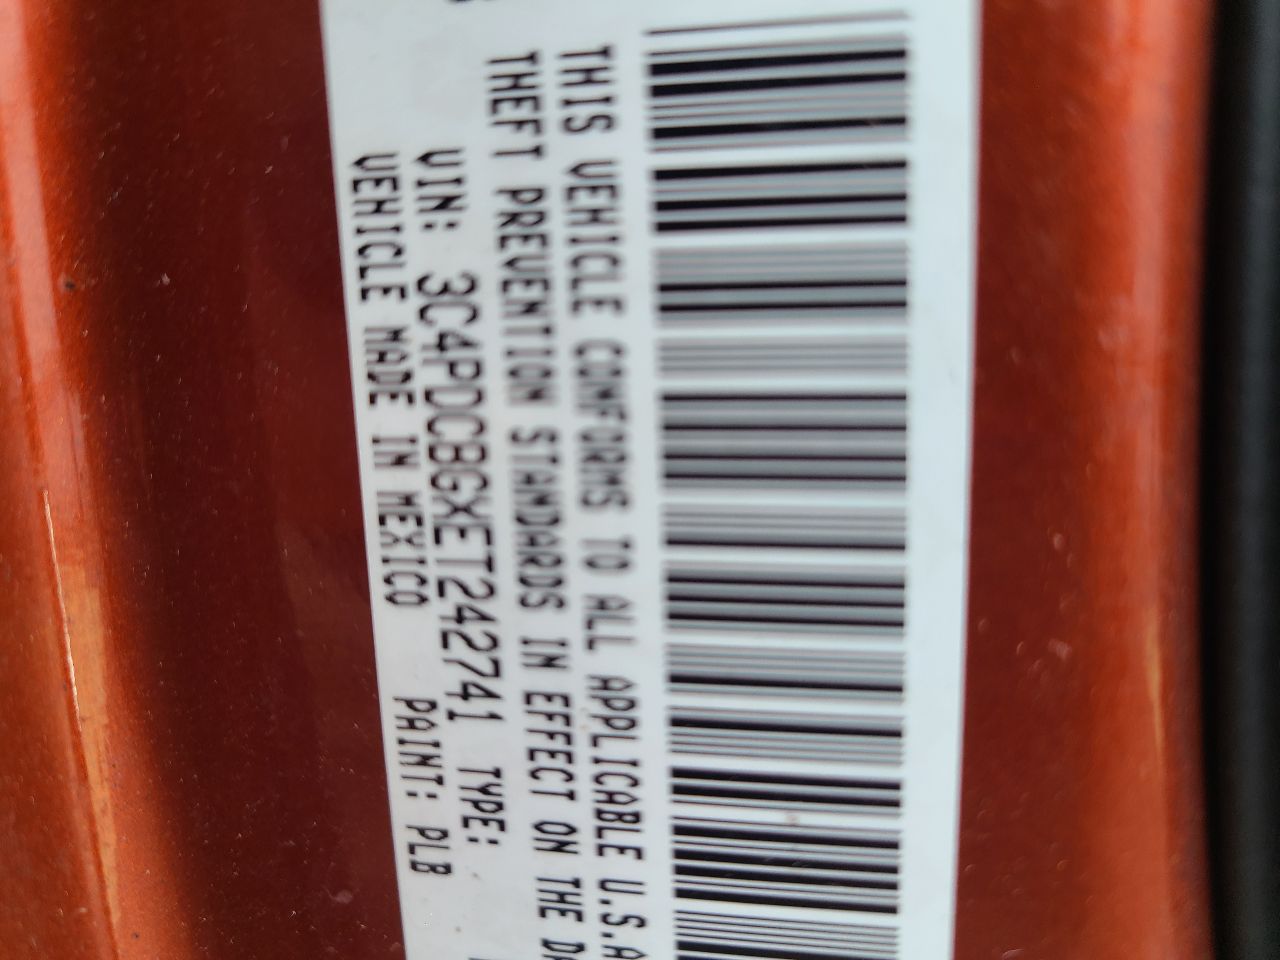 THIS VEHICLE CONFORMS TO ALL APPLICABLE U.S.A
THEFT PREVENTION STANDARDS IN EFFECT ON THE
VIN: 3C4PDCBGXET242741 TYPE:
VEHICLE MADE IN MEXICO PAINT: PLB